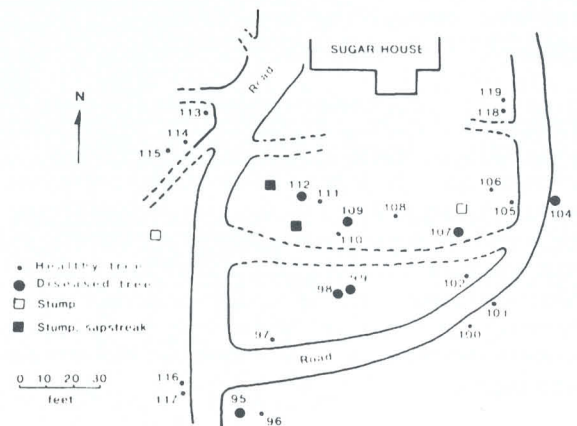 SUGAR HOUSE
Road
N
119
118
113
114
115
106
112
111
108
105
104
109
107
110
102
99
98
101
100
97
Road
Healthy tree
Diseased tree
Stump
Stump, sapstreak
0 10 20 30
feet
116
117
95
96